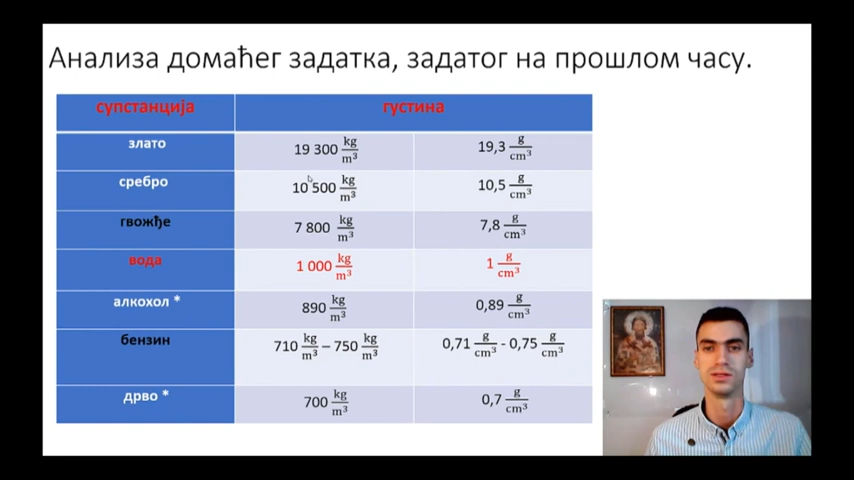 Анализа домаћег задатка, задатог на прошлом часу.
супстанција густина
злато 19 300 kg/m³ 19,3 g/cm³
сребро 10 500 kg/m³ 10,5 g/cm³
гвожђе 7 800 kg/m³ 7,8 g/cm³
вода 1 000 kg/m³ 1 g/cm³
алкохол * 890 kg/m³ 0,89 g/cm³
бензин 710 kg/m³ – 750 kg/m³ 0,71 g/cm³ - 0,75 g/cm³
дрво * 700 kg/m³ 0,7 g/cm³